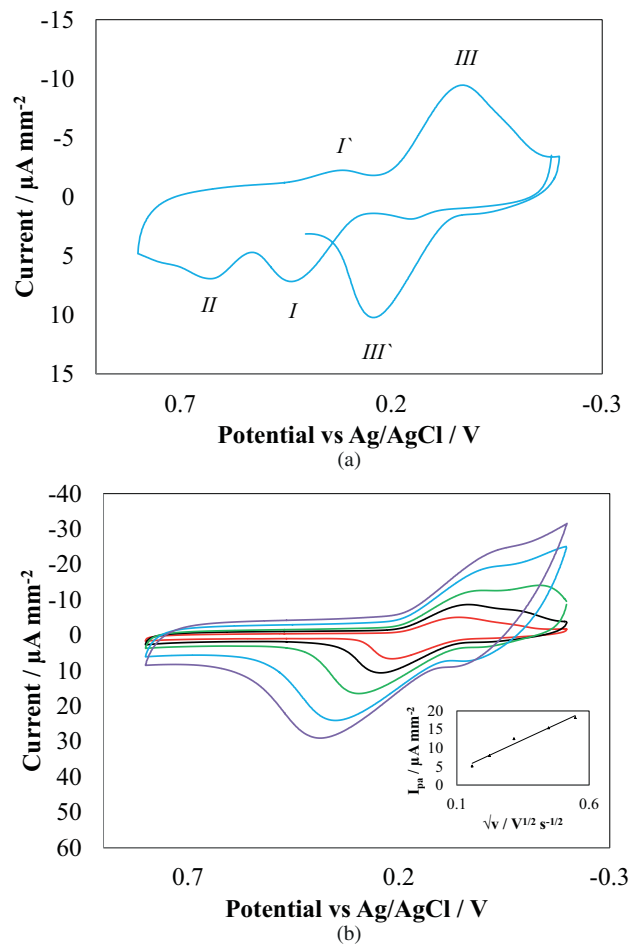 -15
-10
-5
0
5
10
15
Current / µA mm⁻²
III
I`
II
I
III`
0.7 0.2 -0.3
Potential vs Ag/AgCl / V
(a)
-40
-30
-20
-10
0
10
20
30
40
50
60
Current / µA mm⁻²
20
15
10
5
0
I_pa / µA mm⁻²
0.1 0.6
√v / V^1/2 s^-1/2
0.7 0.2 -0.3
Potential vs Ag/AgCl / V
(b)